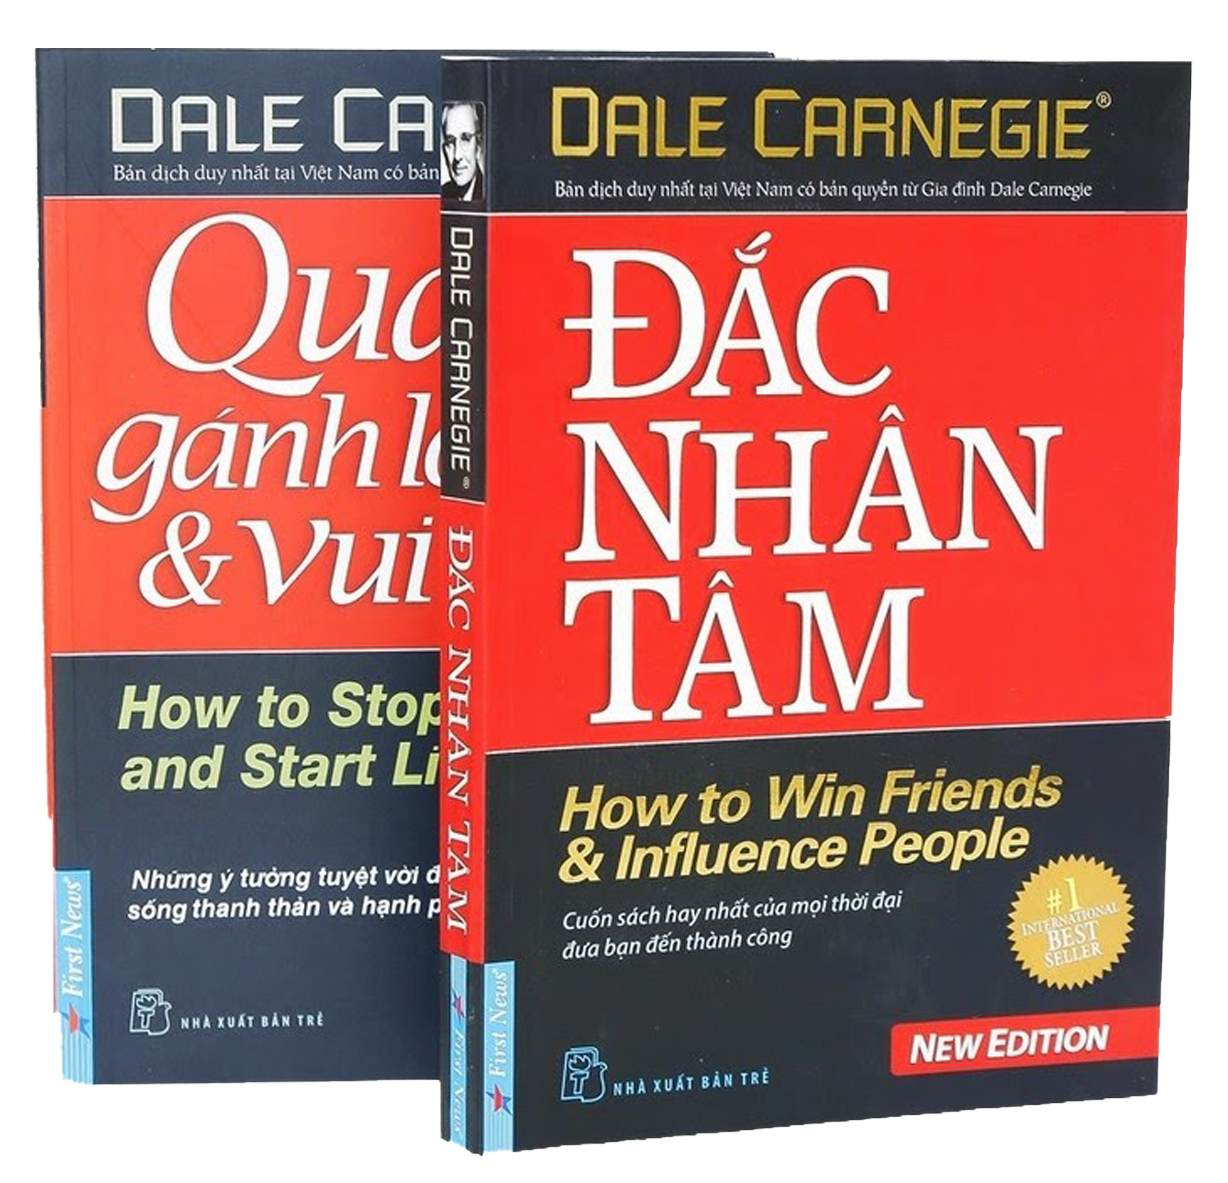 DALE CA
Bản dịch duy nhất tại Việt Nam có bản
Qu
gánh l
& vui
How to Stop
and Start Li
Những ý tưởng tuyệt vời đ
sống thanh thản và hạnh p
First News®
NHÀ XUẤT BẢN TRẺ
DALE CARNEGIE®
ĐẮC NHÂN TÂM
First News®
DALE CARNEGIE®
Bản dịch duy nhất tại Việt Nam có bản quyền từ Gia đình Dale Carnegie
ĐẮC
NHÂN
TÂM
How to Win Friends
& Influence People
Cuốn sách hay nhất của mọi thời đại
đưa bạn đến thành công
#1
INTERNATIONAL
BEST
SELLER
NEW EDITION
First News®
NHÀ XUẤT BẢN TRẺ